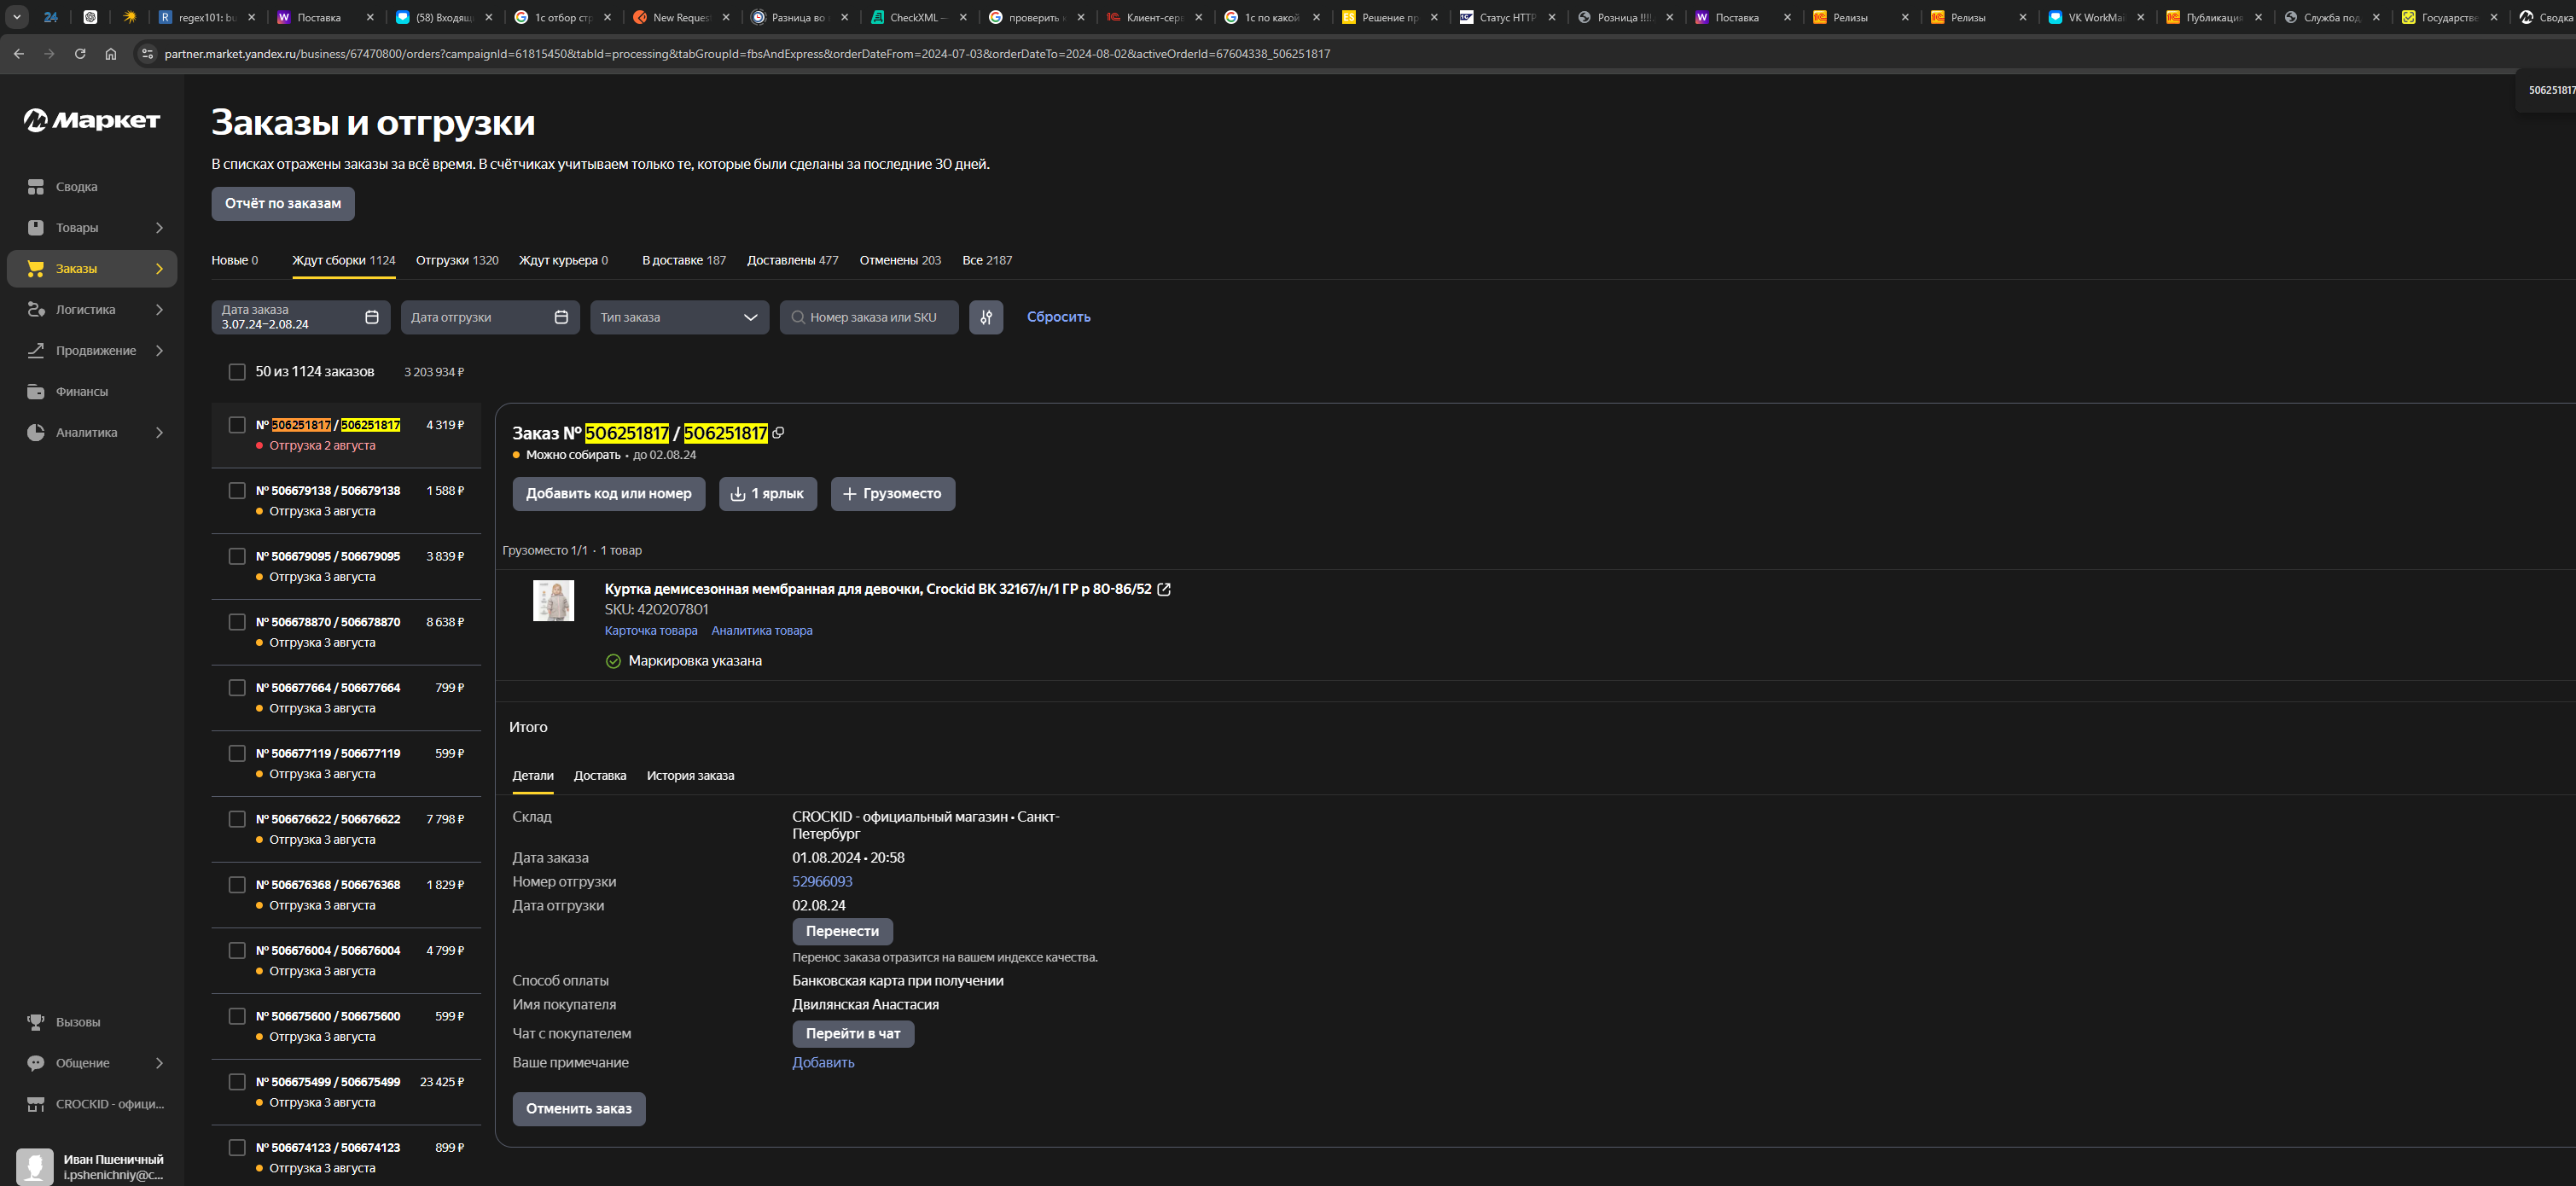 24
regex101: bu
Поставка
(58) Входящ
1с отбор стр
New Reques
Разница во
CheckXML –
проверить к
Клиент-серв
1с по какой
Решение пр
Статус HTTP
Розница !!!!
Поставка
Релизы
Релизы
VK WorkMai
Публикация
Служба под
Государстве
Сводка
partner.market.yandex.ru/business/67470800/orders?campaignId=61815450&tabId=processing&tabGroupId=fbsAndExpress&orderDateFrom=2024-07-03&orderDateTo=2024-08-02&activeOrderId=67604338_506251817
506251817
Маркет
Сводка
Товары
Заказы
Логистика
Продвижение
Финансы
Аналитика
Вызовы
Общение
CROCKID - офици...
Иван Пшеничный
i.pshenichniy@c...
Заказы и отгрузки
В списках отражены заказы за всё время. В счётчиках учитываем только те, которые были сделаны за последние 30 дней.
Отчёт по заказам
Новые 0 Ждут сборки 1124 Отгрузки 1320 Ждут курьера 0 В доставке 187 Доставлены 477 Отменены 203 Все 2187
Дата заказа
3.07.24–2.08.24
Дата отгрузки
Тип заказа
Номер заказа или SKU
Сбросить
50 из 1124 заказов 3 203 934 ₽
№ 506251817 / 506251817 4 319 ₽
Отгрузка 2 августа
№ 506679138 / 506679138 1 588 ₽
Отгрузка 3 августа
№ 506679095 / 506679095 3 839 ₽
Отгрузка 3 августа
№ 506678870 / 506678870 8 638 ₽
Отгрузка 3 августа
№ 506677664 / 506677664 799 ₽
Отгрузка 3 августа
№ 506677119 / 506677119 599 ₽
Отгрузка 3 августа
№ 506676622 / 506676622 7 798 ₽
Отгрузка 3 августа
№ 506676368 / 506676368 1 829 ₽
Отгрузка 3 августа
№ 506676004 / 506676004 4 799 ₽
Отгрузка 3 августа
№ 506675600 / 506675600 599 ₽
Отгрузка 3 августа
№ 506675499 / 506675499 23 425 ₽
Отгрузка 3 августа
№ 506674123 / 506674123 899 ₽
Отгрузка 3 августа
Заказ № 506251817 / 506251817
Можно собирать • до 02.08.24
Добавить код или номер
1 ярлык
Грузоместо
Грузоместо 1/1 · 1 товар
Куртка демисезонная мембранная для девочки, Crockid ВК 32167/н/1 ГР р 80-86/52
SKU: 420207801
Карточка товара Аналитика товара
Маркировка указана
Итого
Детали Доставка История заказа
Склад CROCKID - официальный магазин • Санкт-
Петербург
Дата заказа 01.08.2024 • 20:58
Номер отгрузки 52966093
Дата отгрузки 02.08.24
Перенести
Перенос заказа отразится на вашем индексе качества.
Способ оплаты Банковская карта при получении
Имя покупателя Двилянская Анастасия
Чат с покупателем Перейти в чат
Ваше примечание Добавить
Отменить заказ